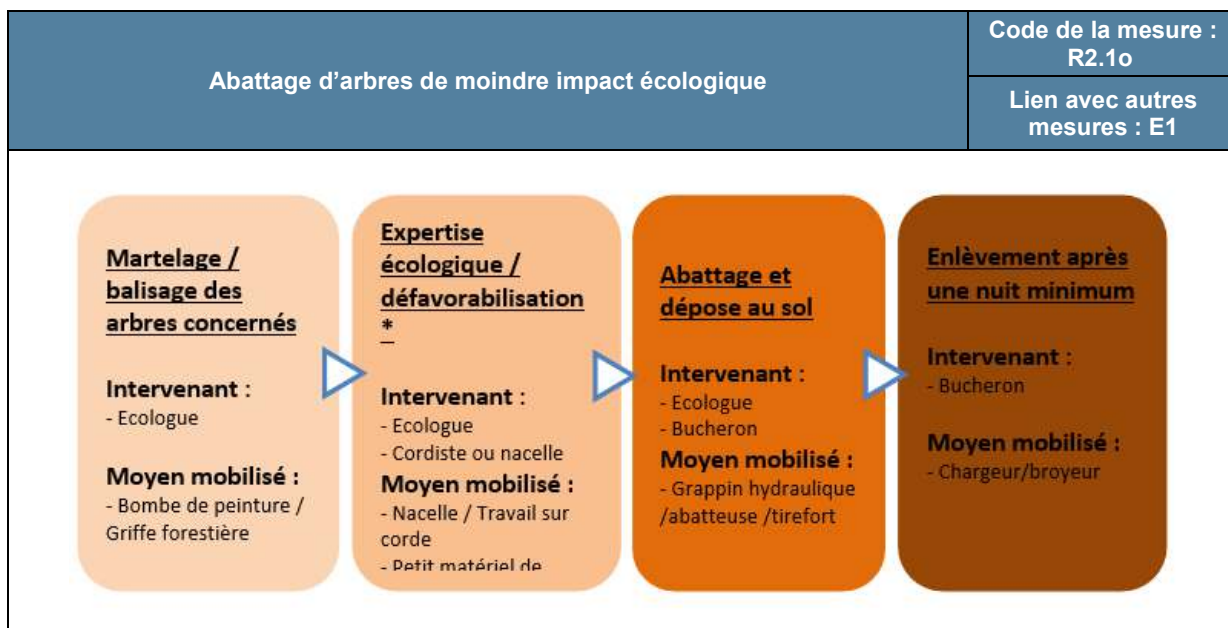 Abattage d'arbres de moindre impact écologique
Code de la mesure :
R2.1o
Lien avec autres
mesures : E1
Martelage /
balisage des
arbres concernés
Intervenant :
- Ecologue
Moyen mobilisé :
- Bombe de peinture /
Griffe forestière
Expertise
écologique /
défavorabilisation
*
Intervenant :
- Ecologue
- Cordiste ou nacelle
Moyen mobilisé :
- Nacelle / Travail sur
corde
- Petit matériel de
Abattage et
dépose au sol
Intervenant :
- Ecologue
- Bucheron
Moyen mobilisé :
- Grappin hydraulique
/abatteuse /tirefort
Enlèvement après
une nuit minimum
Intervenant :
- Bucheron
Moyen mobilisé :
- Chargeur/broyeur